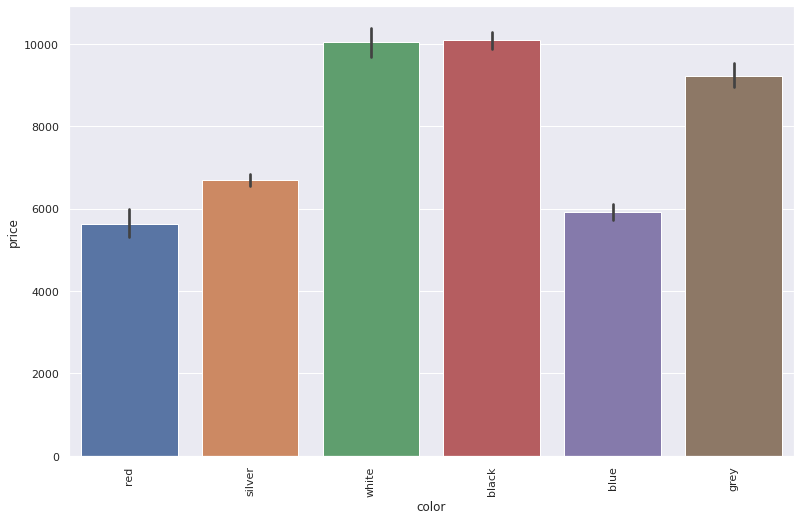 10000
8000
6000
4000
2000
0
price
red
silver
white
black
blue
grey
color